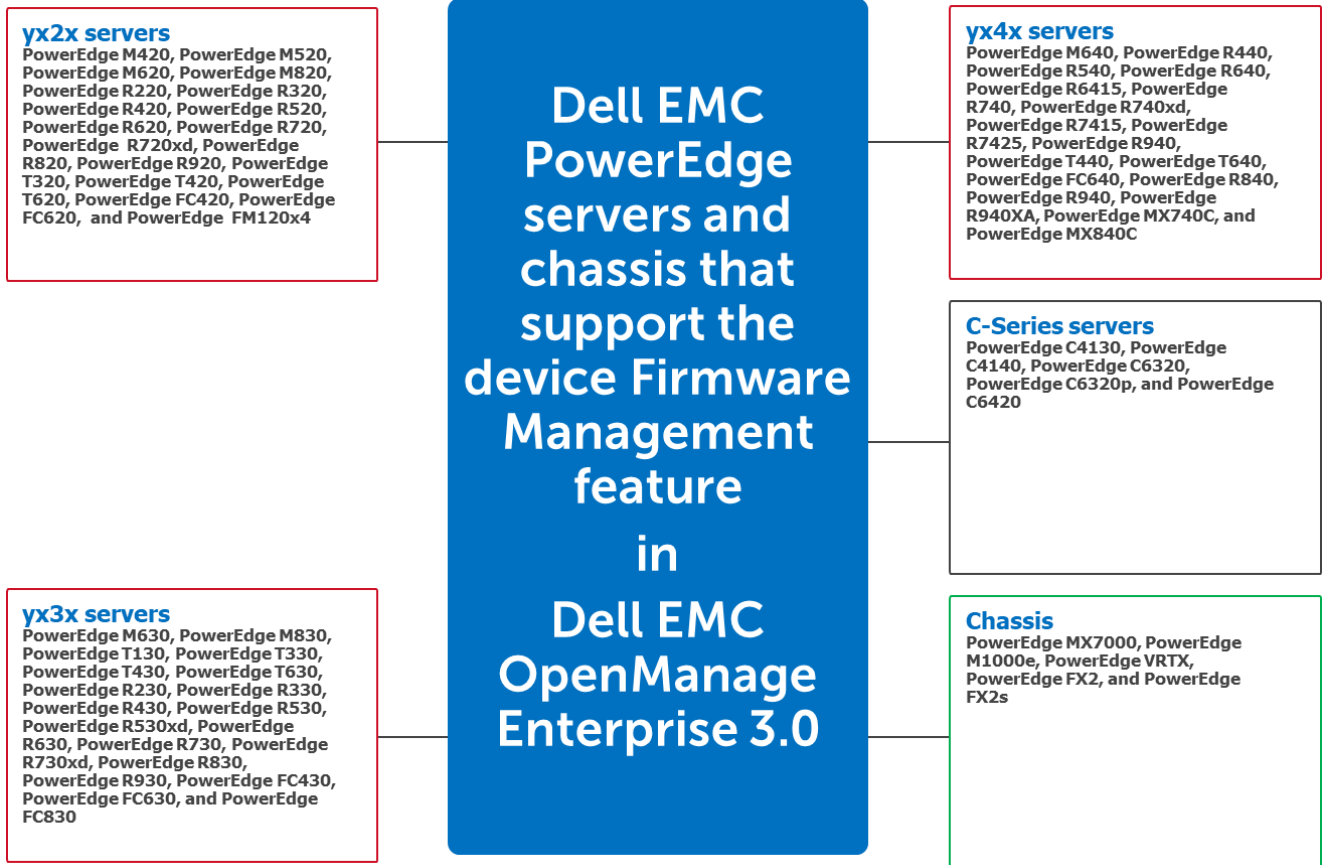 yx2x servers
PowerEdge M420, PowerEdge M520,
PowerEdge M620, PowerEdge M820,
PowerEdge R220, PowerEdge R320,
PowerEdge R420, PowerEdge R520,
PowerEdge R620, PowerEdge R720,
PowerEdge R720xd, PowerEdge
R820, PowerEdge R920, PowerEdge
T320, PowerEdge T420, PowerEdge
T620, PowerEdge FC420, PowerEdge
FC620, and PowerEdge FM120x4
yx3x servers
PowerEdge M630, PowerEdge M830,
PowerEdge T130, PowerEdge T330,
PowerEdge T430, PowerEdge T630,
PowerEdge R230, PowerEdge R330,
PowerEdge R430, PowerEdge R530,
PowerEdge R530xd, PowerEdge
R630, PowerEdge R730, PowerEdge
R730xd, PowerEdge R830,
PowerEdge R930, PowerEdge FC430,
PowerEdge FC630, and PowerEdge
FC830
Dell EMC
PowerEdge
servers and
chassis that
support the
device Firmware
Management
feature
in
Dell EMC
OpenManage
Enterprise 3.0
yx4x servers
PowerEdge M640, PowerEdge R440,
PowerEdge R540, PowerEdge R640,
PowerEdge R6415, PowerEdge
R740, PowerEdge R740xd,
PowerEdge R7415, PowerEdge
R7425, PowerEdge R940,
PowerEdge T440, PowerEdge T640,
PowerEdge FC640, PowerEdge R840,
PowerEdge R940, PowerEdge
R940XA, PowerEdge MX740C, and
PowerEdge MX840C
C-Series servers
PowerEdge C4130, PowerEdge
C4140, PowerEdge C6320,
PowerEdge C6320p, and PowerEdge
C6420
Chassis
PowerEdge MX7000, PowerEdge
M1000e, PowerEdge VRTX,
PowerEdge FX2, and PowerEdge
FX2s